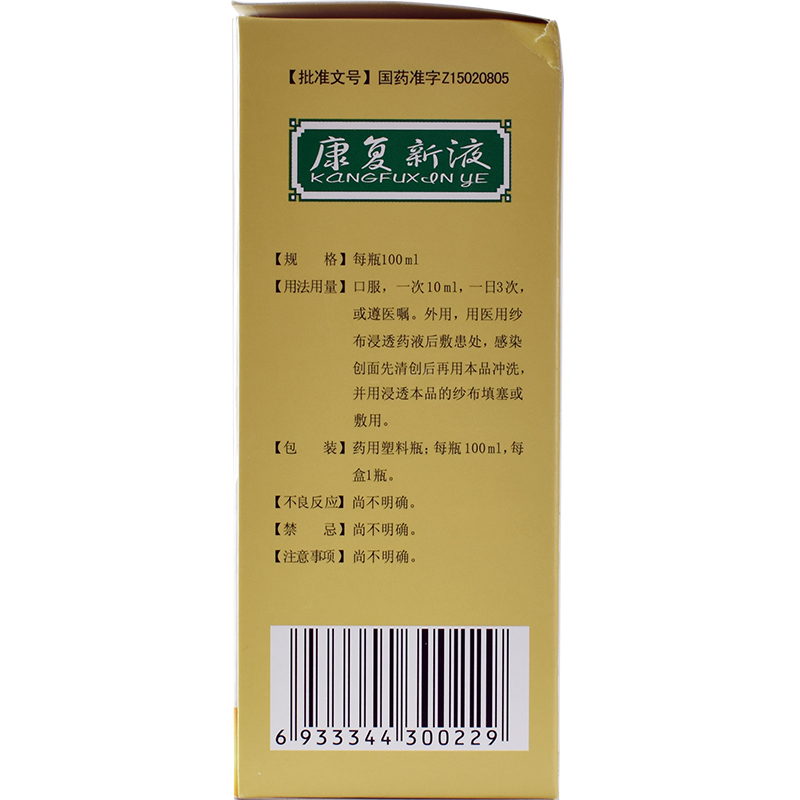 【批准文号】国药准字Z15020805
康复新液
KANGFUXIN YE
【规 格】每瓶100ml
【用法用量】口服，一次10ml，一日3次，
或遵医嘱。外用，用医用纱
布浸透药液后敷患处，感染
创面先清创后再用本品冲洗，
并用浸透本品的纱布填塞或
敷用。
【包 装】药用塑料瓶；每瓶100ml，每
盒1瓶。
【不良反应】尚不明确。
【禁 忌】尚不明确。
【注意事项】尚不明确。
6 933344 300229